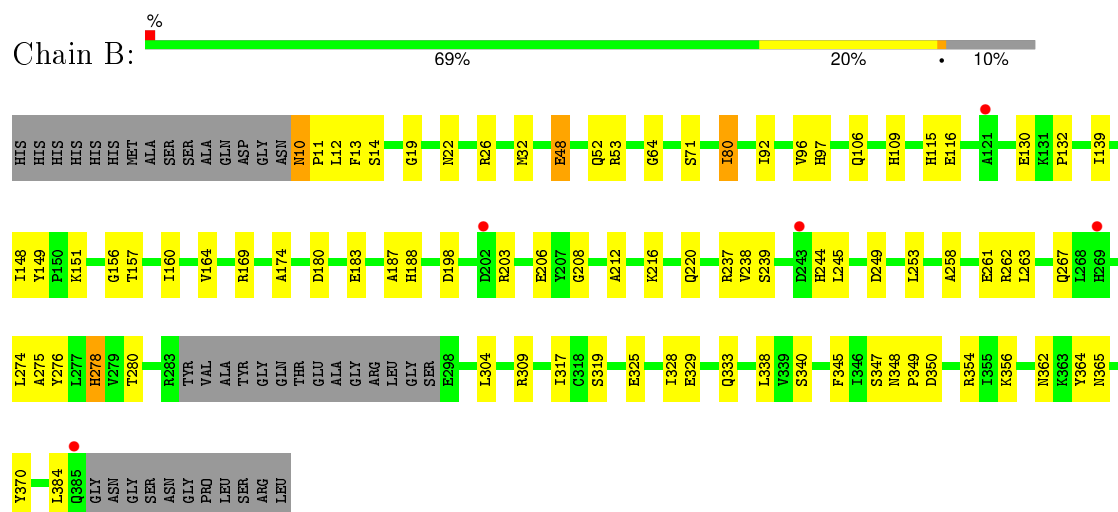 %
Chain B:
69% 20% • 10%
HIS HIS HIS HIS HIS HIS MET ALA SER SER ALA GLN ASP GLY ASN N10 P11 L12 F13 S14 G19 N22 R26 M32 E48 Q52 R53 G64 S71 I80 I92 V96 H97 Q106 H109 H115 E116 A121 E130 K131 P132 I139
I148 Y149 P150 K151 G156 T157 I160 V164 R169 A174 D180 E183 A187 H188 D198 D202 R203 E206 Y207 G208 A212 K216 Q220 R237 V238 S239 D243 H244 L245 D249 L253 A258 E261 R262 L263 Q267 L268 H269
L274 A275 Y276 L277 H278 V279 T280 R283 TYR VAL ALA TYR GLY GLN THR GLU ALA GLY ARG LEU GLY SER E298 L304 R309 I317 C318 S319 E325 I328 E329 Q333 L338 V339 S340 F345 I346 S347 N348 P349 D350 R354 I355 K356 N362 K363 Y364 N365
Y370 L384 Q385 GLY ASN GLY SER ASN GLY PRO LEU SER ARG LEU